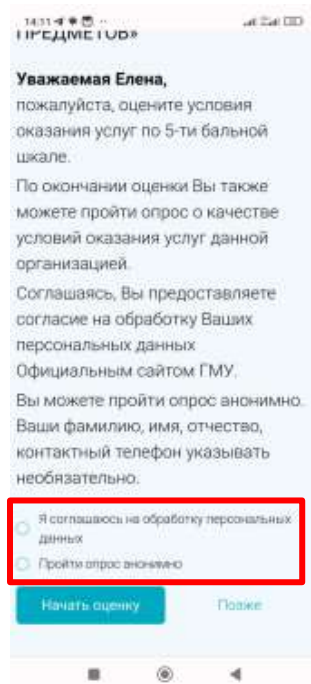 14:31
ПРЕДМЕТОВ»
Уважаемая Елена,
пожалуйста, оцените условия
оказания услуг по 5-ти бальной
шкале.
По окончании оценки Вы также
можете пройти опрос о качестве
условий оказания услуг данной
организацией.
Соглашаясь, Вы предоставляете
согласие на обработку Ваших
персональных данных
Официальным сайтом ГМУ.
Вы можете пройти опрос анонимно.
Ваши фамилию, имя, отчество,
контактный телефон указывать
необязательно.
Я соглашаюсь на обработку персональных
данных
Пройти опрос анонимно
Начать оценку
Позже